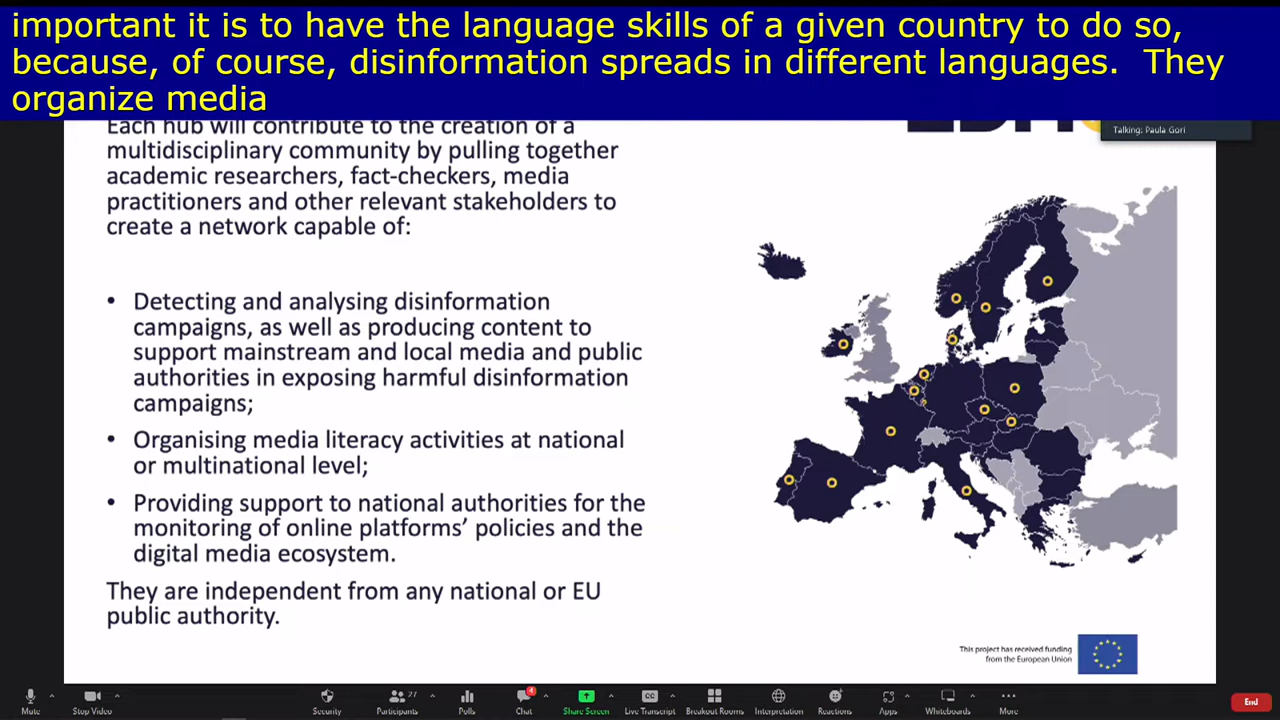 important it is to have the language skills of a given country to do so,
because, of course, disinformation spreads in different languages.  They
organize media
Talking: Paula Gori
Each hub will contribute to the creation of a
multidisciplinary community by pulling together
academic researchers, fact-checkers, media
practitioners and other relevant stakeholders to
create a network capable of:
• Detecting and analysing disinformation
campaigns, as well as producing content to
support mainstream and local media and public
authorities in exposing harmful disinformation
campaigns;
• Organising media literacy activities at national
or multinational level;
• Providing support to national authorities for the
monitoring of online platforms’ policies and the
digital media ecosystem.
They are independent from any national or EU
public authority.
This project has received funding
from the European Union
27
4
CC
Mute
Stop Video
Security
Participants
Polls
Chat
Share Screen
Live Transcript
Breakout Rooms
Interpretation
Reactions
Apps
Whiteboards
More
End